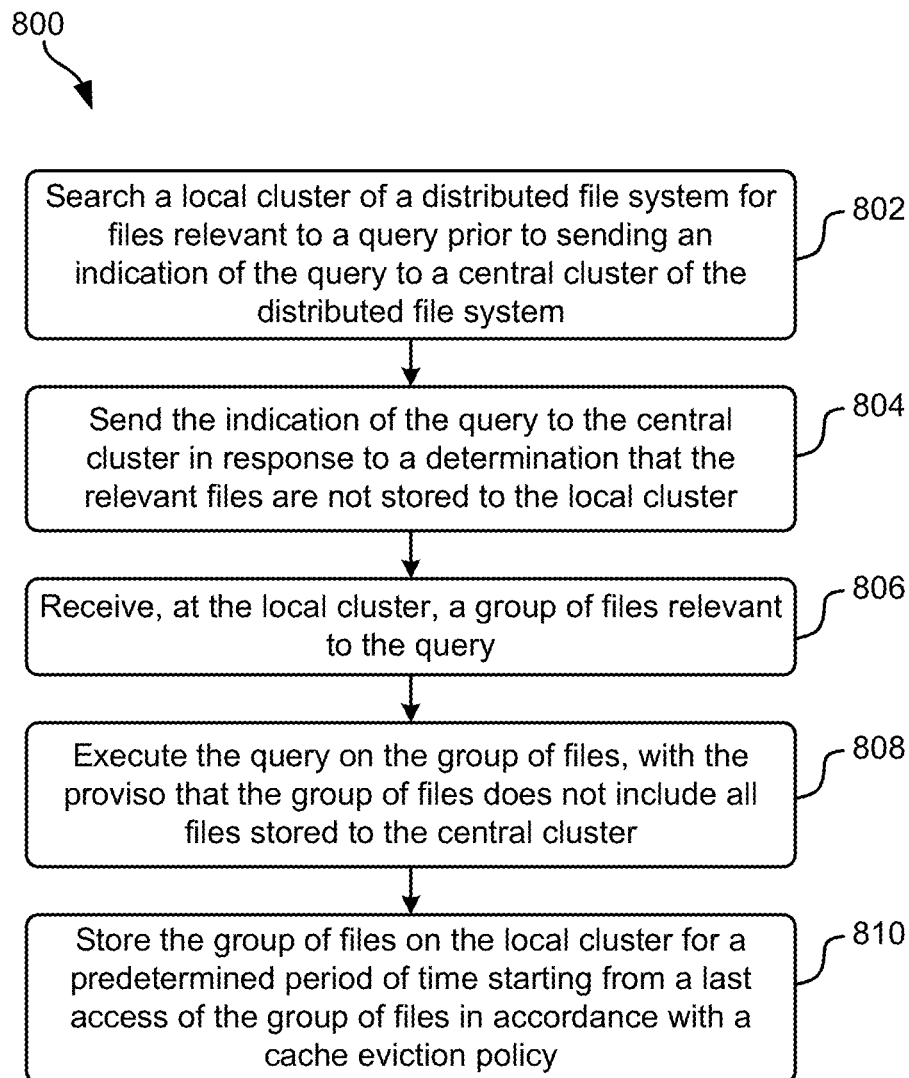 800
Search a local cluster of a distributed file system for
files relevant to a query prior to sending an
indication of the query to a central cluster of the
distributed file system
802
Send the indication of the query to the central
cluster in response to a determination that the
relevant files are not stored to the local cluster
804
Receive, at the local cluster, a group of files relevant
to the query
806
Execute the query on the group of files, with the
proviso that the group of files does not include all
files stored to the central cluster
808
Store the group of files on the local cluster for a
predetermined period of time starting from a last
access of the group of files in accordance with a
cache eviction policy
810